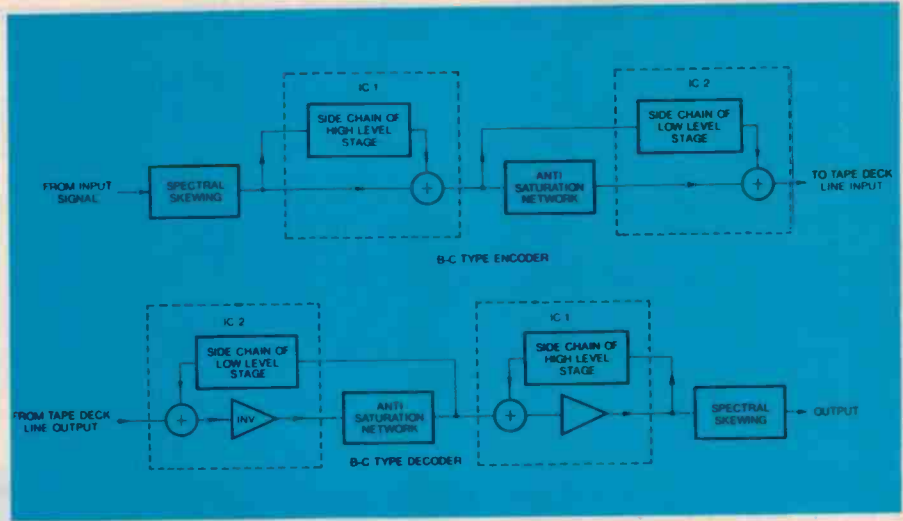 IC 1
SIDE CHAIN OF
HIGH LEVEL
STAGE
IC 2
SIDE CHAIN OF
LOW LEVEL
STAGE
FROM INPUT
SIGNAL
SPECTRAL
SKEWING
+
ANTI
SATURATION
NETWORK
+
TO TAPE DECK
LINE INPUT
B-C TYPE ENCODER
IC 2
SIDE CHAIN OF
LOW LEVEL
STAGE
IC 1
SIDE CHAIN OF
HIGH LEVEL
STAGE
FROM TAPE DECK
LINE OUTPUT
+
INV
ANTI-
SATURATION
NETWORK
+
SPECTRAL
SKEWING
OUTPUT
B-C TYPE DECODER